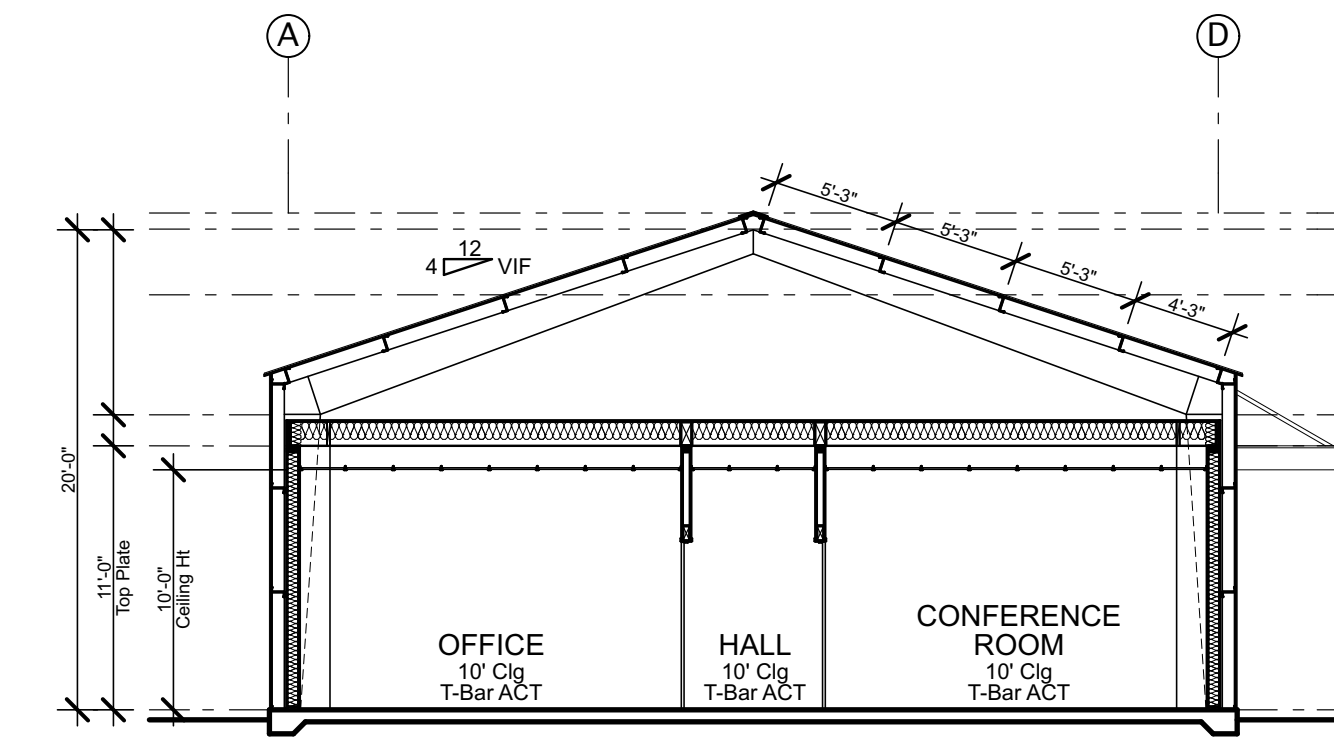 A
D
5'-3"
5'-3"
5'-3"
4'-3"
12
4
VIF
20'-0"
11'-0"
Top Plate
10'-0"
Ceiling Ht
OFFICE
10' Clg
T-Bar ACT
HALL
10' Clg
T-Bar ACT
CONFERENCE
ROOM
10' Clg
T-Bar ACT